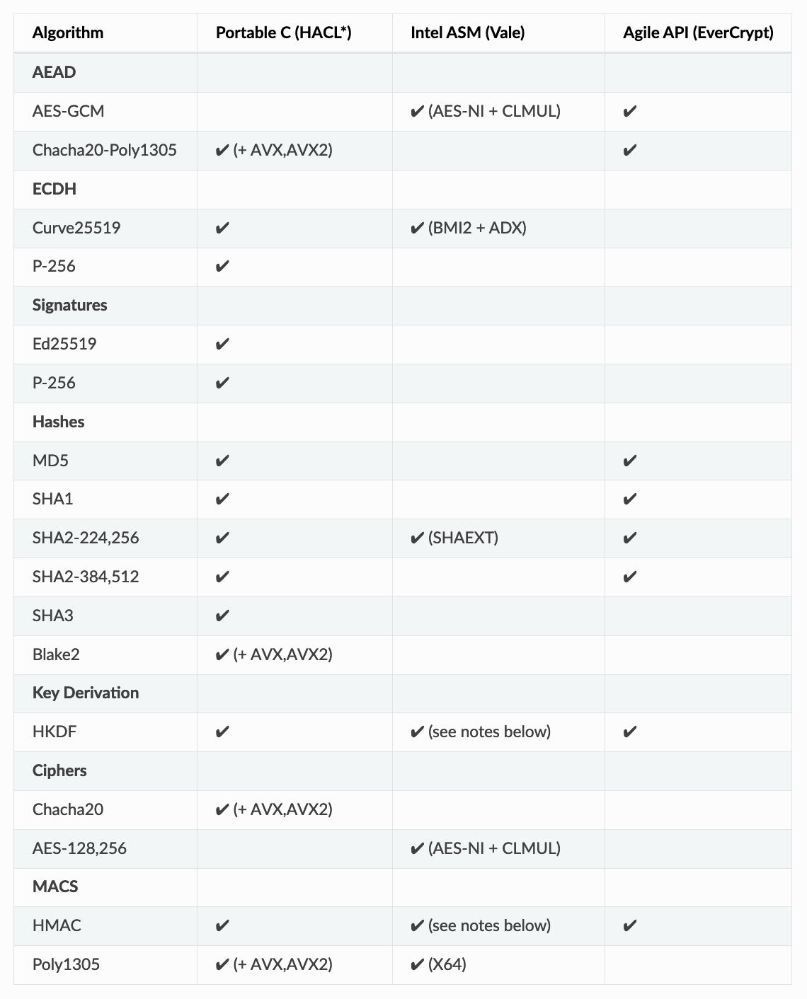 Algorithm Portable C (HACL*) Intel ASM (Vale) Agile API (EverCrypt)
AEAD
AES-GCM ✔ (AES-NI + CLMUL) ✔
Chacha20-Poly1305 ✔ (+ AVX,AVX2) ✔
ECDH
Curve25519 ✔ ✔ (BMI2 + ADX)
P-256 ✔
Signatures
Ed25519 ✔
P-256 ✔
Hashes
MD5 ✔ ✔
SHA1 ✔ ✔
SHA2-224,256 ✔ ✔ (SHAEXT) ✔
SHA2-384,512 ✔ ✔
SHA3 ✔
Blake2 ✔ (+ AVX,AVX2)
Key Derivation
HKDF ✔ ✔ (see notes below) ✔
Ciphers
Chacha20 ✔ (+ AVX,AVX2)
AES-128,256 ✔ (AES-NI + CLMUL)
MACS
HMAC ✔ ✔ (see notes below) ✔
Poly1305 ✔ (+ AVX,AVX2) ✔ (X64)